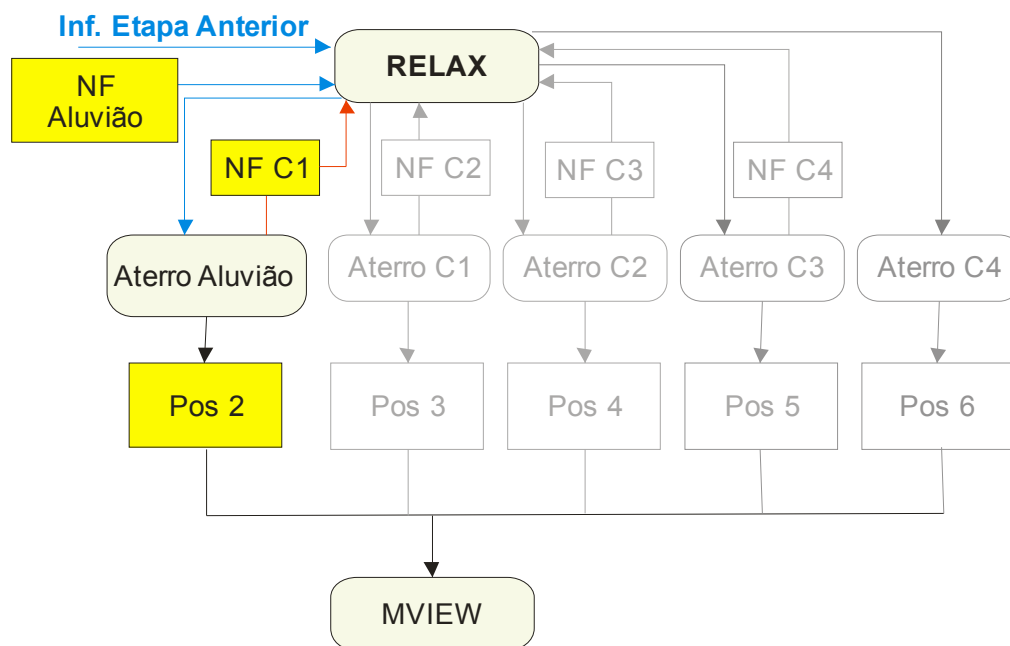 Inf. Etapa Anterior
RELAX
NF
Aluvião
NF C1
NF C2
NF C3
NF C4
Aterro Aluvião
Aterro C1
Aterro C2
Aterro C3
Aterro C4
Pos 2
Pos 3
Pos 4
Pos 5
Pos 6
MVIEW